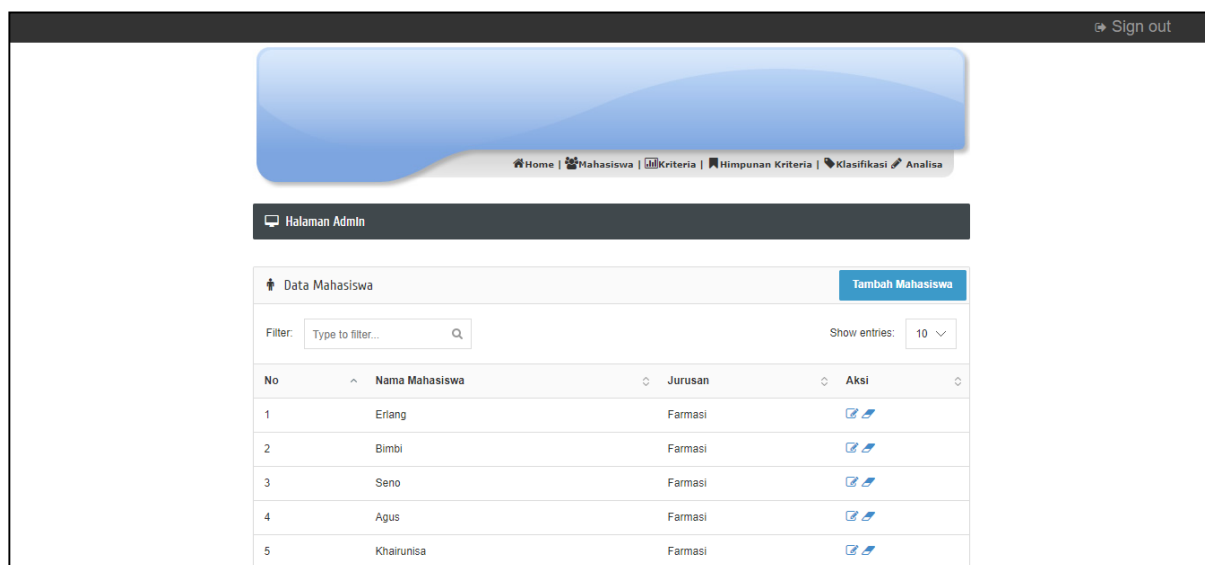 Sign out
Home | Mahasiswa | Kriteria | Himpunan Kriteria | Klasifikasi Analisa
Halaman AdmIn
Data Mahasiswa Tambah Mahasiswa
Filter: Type to filter... Show entries: 10
No Nama Mahasiswa Jurusan Aksi
1 Erlang Farmasi
2 Bimbi Farmasi
3 Seno Farmasi
4 Agus Farmasi
5 Khairunisa Farmasi